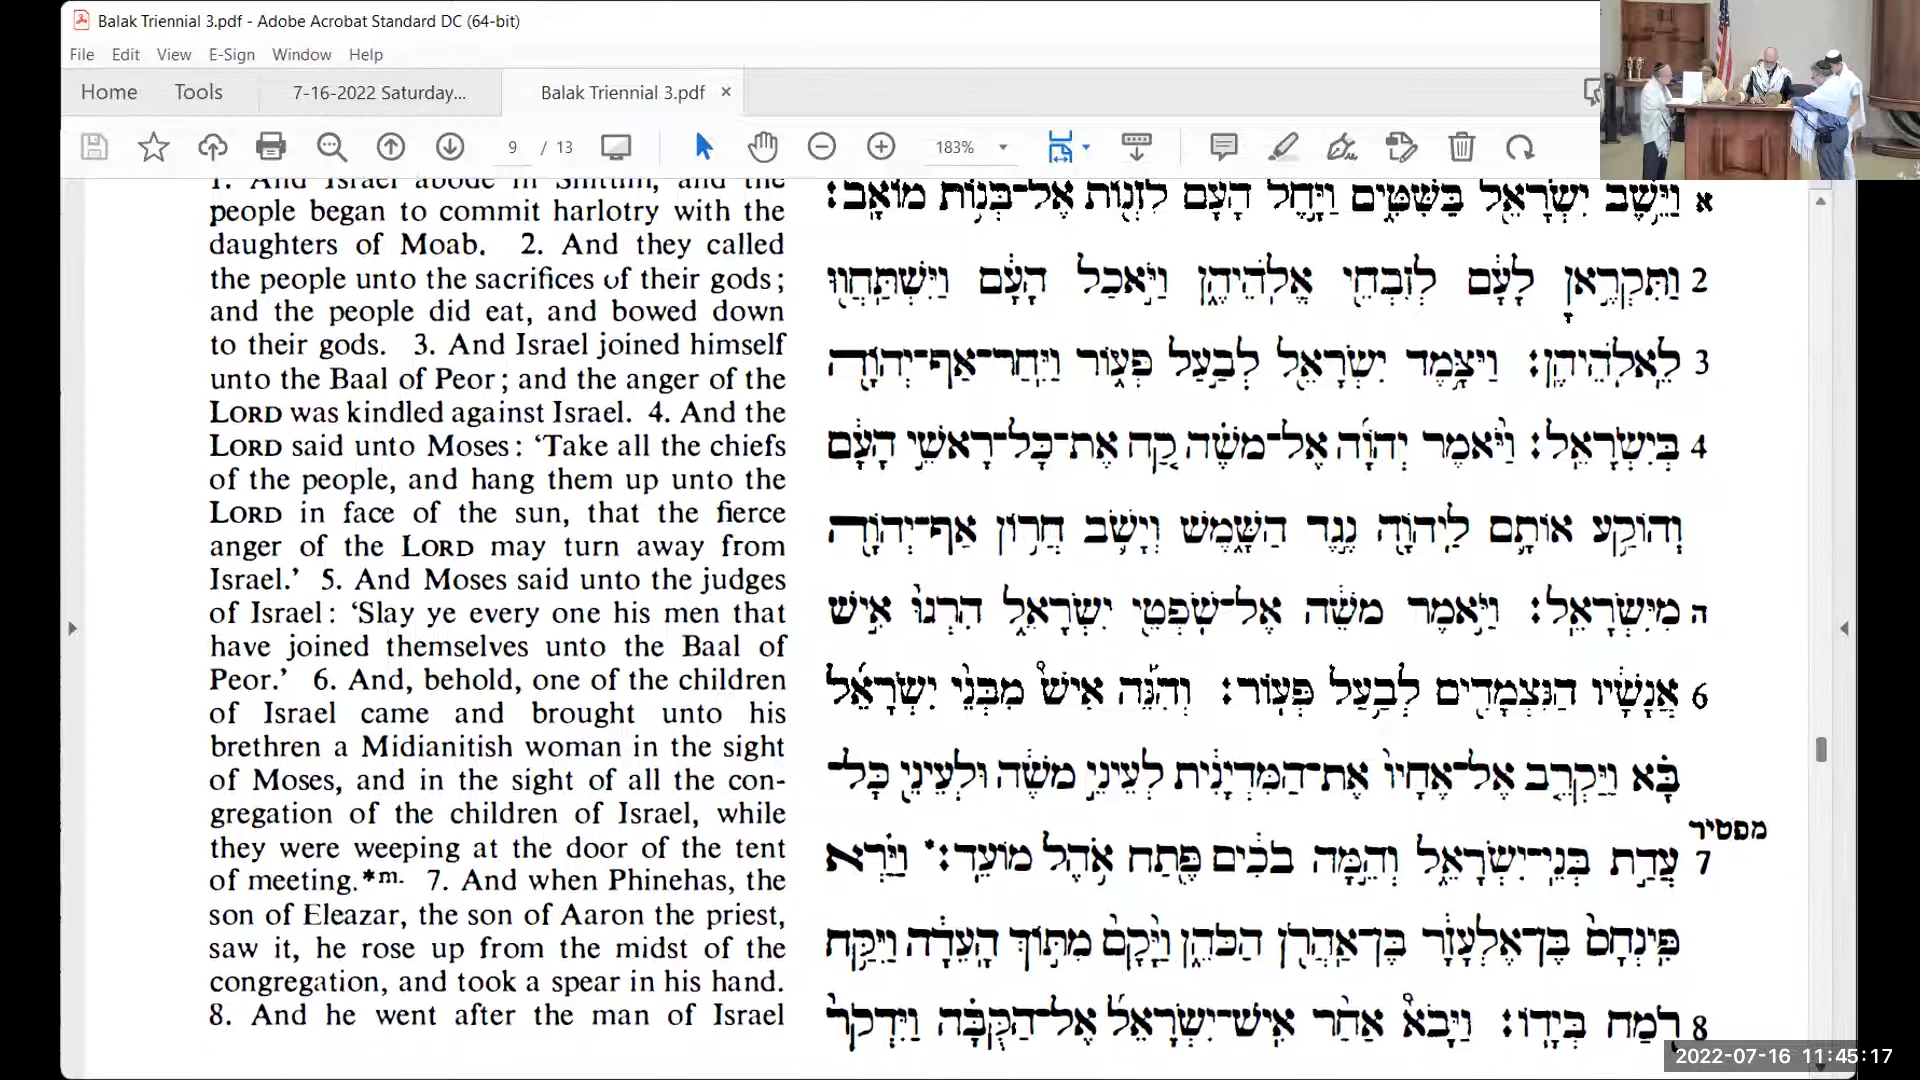 Balak Triennial 3.pdf - Adobe Acrobat Standard DC (64-bit)
File Edit View E-Sign Window Help
Home Tools 7-16-2022 Saturday... Balak Triennial 3.pdf ×
9 / 13 183%
1. And Israel abode in Shittim, and the
people began to commit harlotry with the
daughters of Moab. 2. And they called
the people unto the sacrifices of their gods;
and the people did eat, and bowed down
to their gods. 3. And Israel joined himself
unto the Baal of Peor; and the anger of the
LORD was kindled against Israel. 4. And the
LORD said unto Moses: ‘Take all the chiefs
of the people, and hang them up unto the
LORD in face of the sun, that the fierce
anger of the LORD may turn away from
Israel.’ 5. And Moses said unto the judges
of Israel: ‘Slay ye every one his men that
have joined themselves unto the Baal of
Peor.’ 6. And, behold, one of the children
of Israel came and brought unto his
brethren a Midianitish woman in the sight
of Moses, and in the sight of all the con-
gregation of the children of Israel, while
they were weeping at the door of the tent
of meeting.*m. 7. And when Phinehas, the
son of Eleazar, the son of Aaron the priest,
saw it, he rose up from the midst of the
congregation, and took a spear in his hand.
8. And he went after the man of Israel
א וַיֵּ֥שֶׁב יִשְׂרָאֵ֖ל בַּשִּׁטִּ֑ים וַיָּ֣חֶל הָעָ֔ם לִזְנ֖וֹת אֶל־בְּנ֥וֹת מוֹאָֽב׃
2 וַתִּקְרֶ֣אןָ לָעָ֔ם לְזִבְחֵ֖י אֱלֹֽהֵיהֶ֑ן וַיֹּ֣אכַל הָעָ֔ם וַיִּֽשְׁתַּחֲו֖וּ
3 לֵאלֹֽהֵיהֶֽן׃ וַיִּצָּ֥מֶד יִשְׂרָאֵ֖ל לְבַ֣עַל פְּע֑וֹר וַיִּֽחַר־אַ֥ף יְהֹוָ֖ה
4 בְּיִשְׂרָאֵֽל׃ וַיֹּ֨אמֶר יְהֹוָ֜ה אֶל־מֹשֶׁ֗ה קַ֚ח אֶת־כׇּל־רָאשֵׁ֣י הָעָ֔ם
וְהוֹקַ֥ע אוֹתָ֛ם לַֽיהֹוָ֖ה נֶ֣גֶד הַשָּׁ֑מֶשׁ וְיָשֹׁ֛ב חֲר֥וֹן אַף־יְהֹוָ֖ה
ה מִיִּשְׂרָאֵֽל׃ וַיֹּ֣אמֶר מֹשֶׁ֔ה אֶל־שֹׁפְטֵ֖י יִשְׂרָאֵ֑ל הִרְגוּ֙ אִ֣ישׁ
6 אֲנָשָׁ֔יו הַנִּצְמָדִ֖ים לְבַ֥עַל פְּעֽוֹר׃ וְהִנֵּ֡ה אִישׁ֩ מִבְּנֵ֨י יִשְׂרָאֵ֜ל
בָּ֗א וַיַּקְרֵ֤ב אֶל־אֶחָיו֙ אֶת־הַמִּדְיָנִ֔ית לְעֵינֵ֣י מֹשֶׁ֔ה וּלְעֵינֵ֖י כׇּל־
מפטיר
7 עֲדַ֣ת בְּנֵֽי־יִשְׂרָאֵ֑ל וְהֵ֣מָּה בֹכִ֔ים פֶּ֖תַח אֹ֥הֶל מוֹעֵֽד׃* וַיַּ֗רְא
פִּֽינְחָס֙ בֶּן־אֶלְעָזָ֔ר בֶּֽן־אַהֲרֹ֖ן הַכֹּהֵ֑ן וַיָּ֙קׇם֙ מִתּ֣וֹךְ הָֽעֵדָ֔ה וַיִּ֥קַּח
8 רֹ֖מַח בְּיָדֽוֹ׃ וַיָּבֹ֠א אַחַ֨ר אִֽישׁ־יִשְׂרָאֵ֜ל אֶל־הַקֻּבָּ֗ה וַיִּדְקֹר֙
2022-07-16 11:45:17